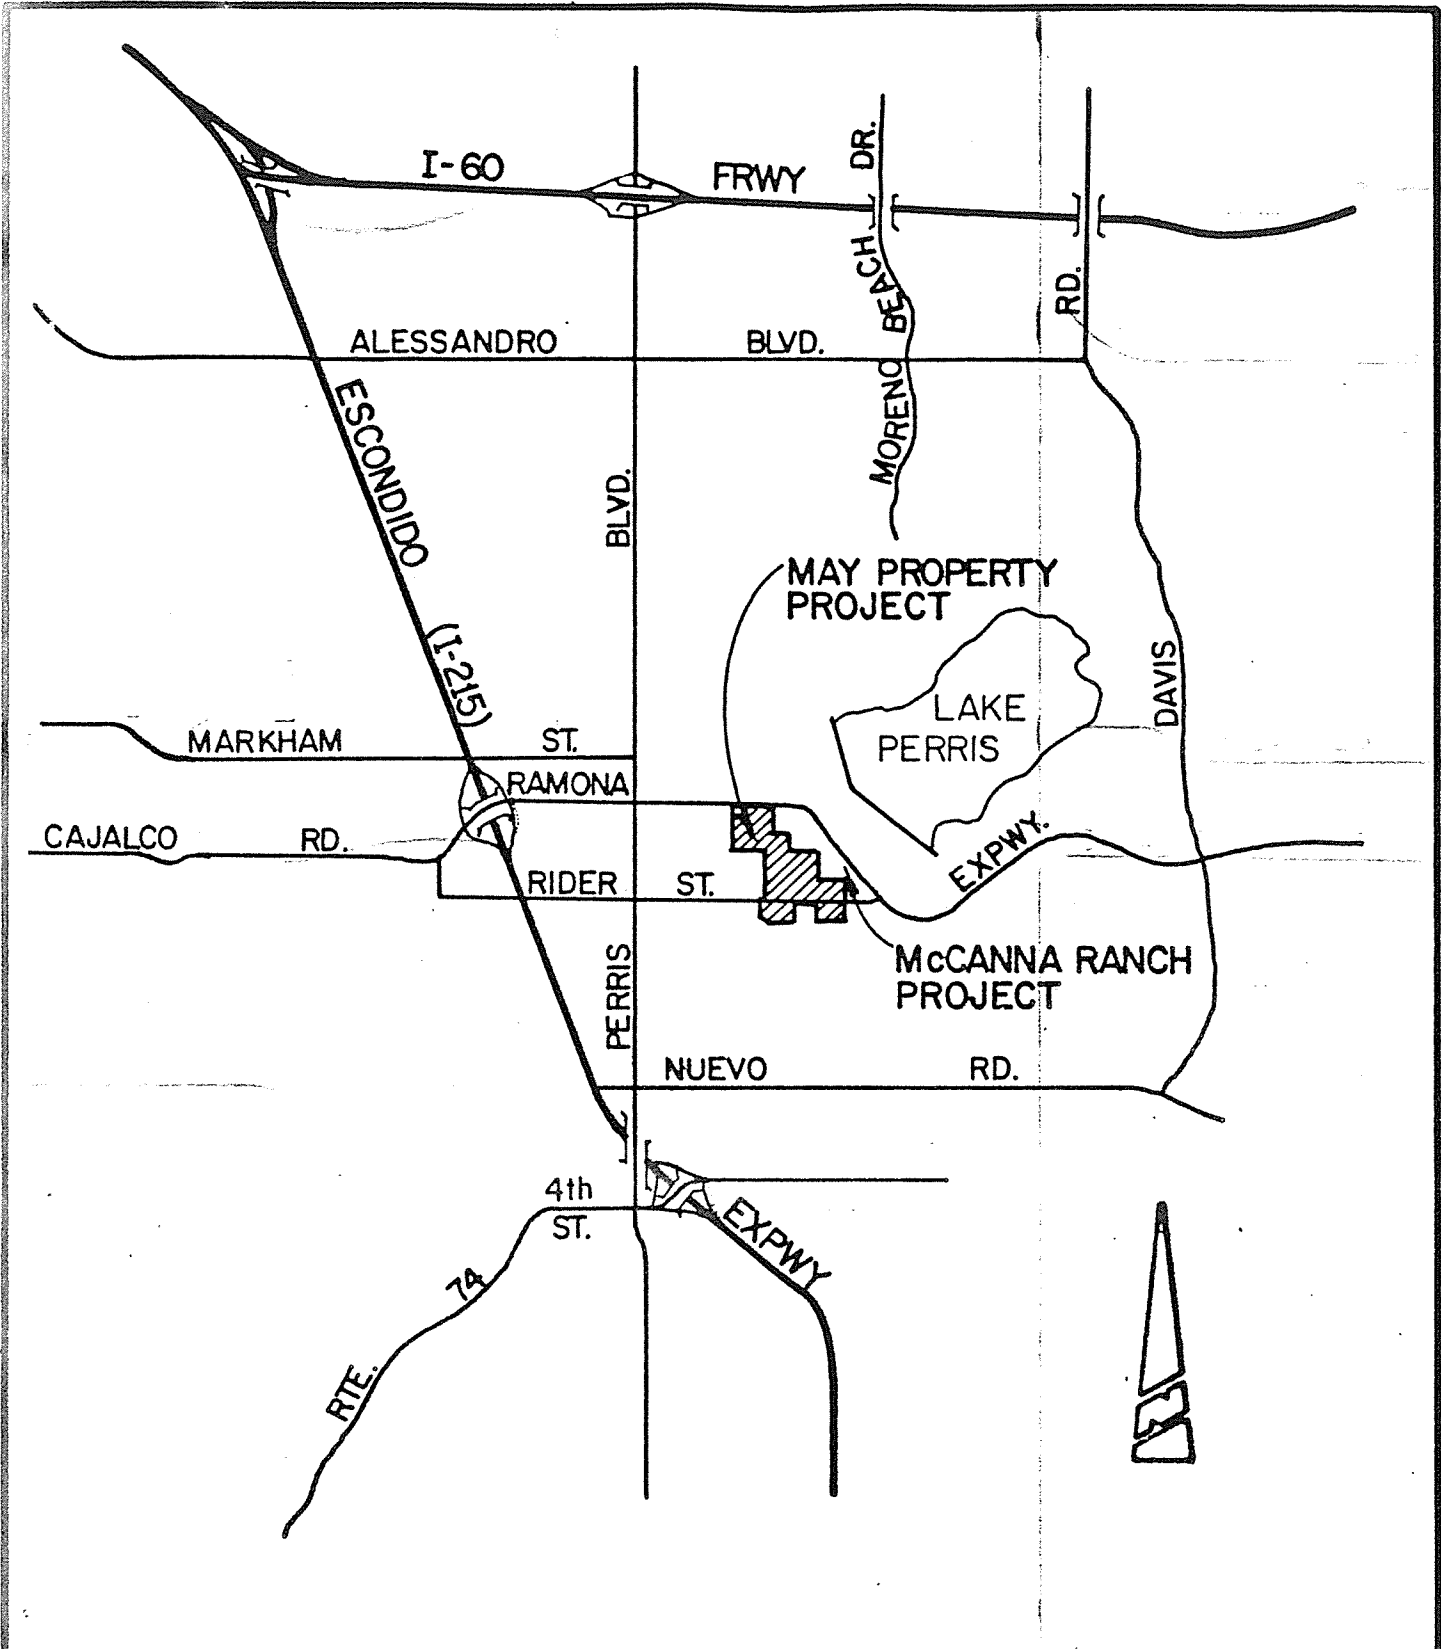 I-60 FRWY
MORENO BEACH DR.
DAVIS RD.
ALESSANDRO BLVD.
ESCONDIDO (I-215)
PERRIS BLVD.
MAY PROPERTY
PROJECT
LAKE
PERRIS
MARKHAM ST.
RAMONA EXPWY.
CAJALCO RD.
RIDER ST.
McCANNA RANCH
PROJECT
NUEVO RD.
4th
ST.
EXPWY
RTE. 74
N